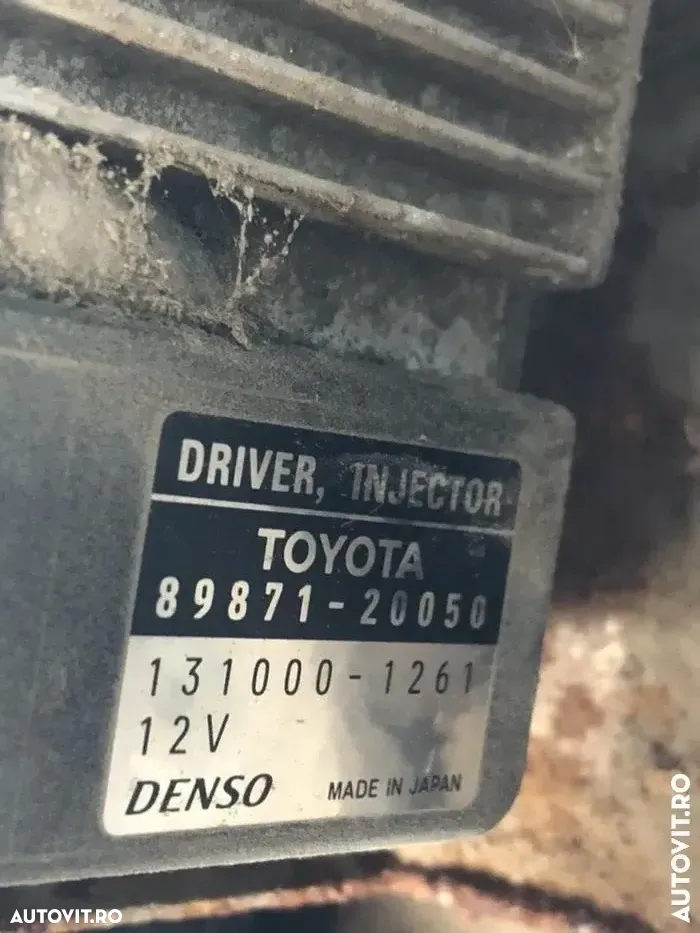 DRIVER, INJECTOR
TOYOTA
89871-20050
131000-1261
12V
DENSO MADE IN JAPAN
AUTOVIT.RO
AUTOVIT.RO